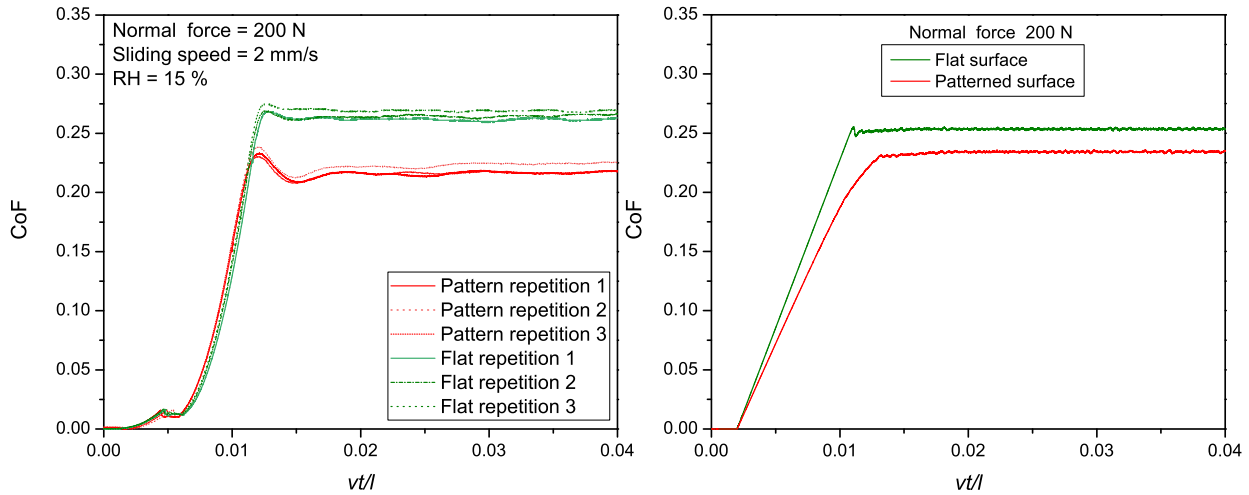 Normal force = 200 N
Sliding speed = 2 mm/s
RH = 15 %
0.35
0.30
0.25
0.20
0.15
0.10
0.05
0.00
CoF
Pattern repetition 1
Pattern repetition 2
Pattern repetition 3
Flat repetition 1
Flat repetition 2
Flat repetition 3
0.00 0.01 0.02 0.03 0.04
vt/l
Normal force 200 N
Flat surface
Patterned surface
0.35
0.30
0.25
0.20
0.15
0.10
0.05
0.00
CoF
0.00 0.01 0.02 0.03 0.04
vt/l